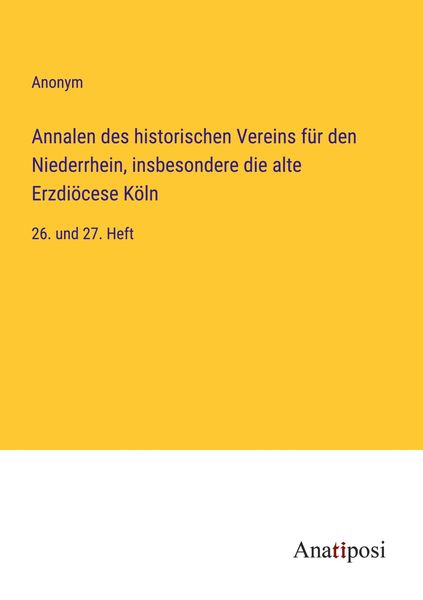 Anonym
Annalen des historischen Vereins für den
Niederrhein, insbesondere die alte
Erzdiöcese Köln
26. und 27. Heft
Anatiposi